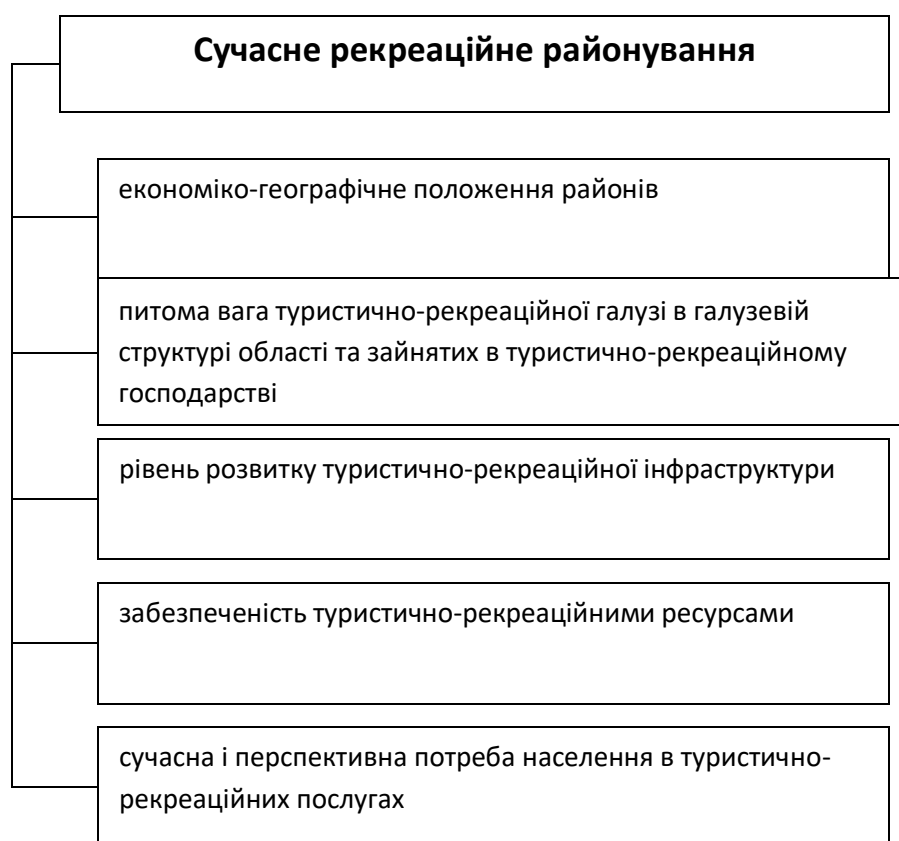 Сучасне рекреаційне районування
економіко-географічне положення районів
питома вага туристично-рекреаційної галузі в галузевій
структурі області та зайнятих в туристично-рекреаційному
господарстві
рівень розвитку туристично-рекреаційної інфраструктури
забезпеченість туристично-рекреаційними ресурсами
сучасна і перспективна потреба населення в туристично-
рекреаційних послугах